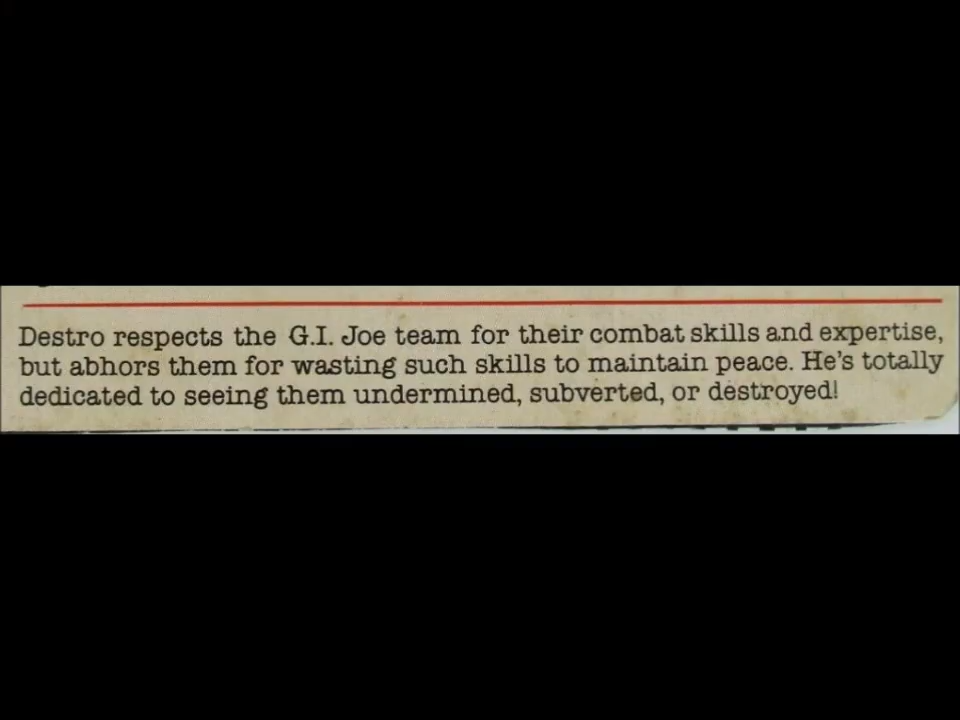 Destro respects the G.I. Joe team for their combat skills and expertise,
but abhors them for wasting such skills to maintain peace. He's totally
dedicated to seeing them undermined, subverted, or destroyed!